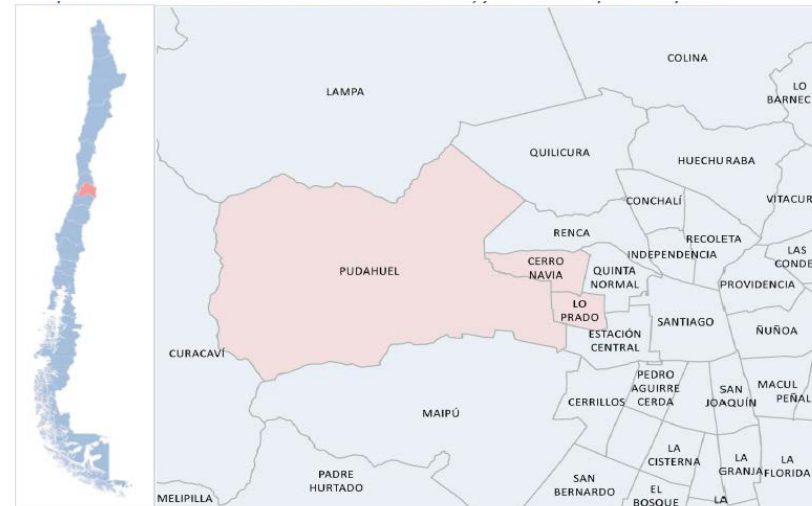 COLINA
LAMPA
LO
BARNEC
QUILICURA
HUECHURABA
CONCHALÍ
VITACUR
RENCA
RECOLETA
INDEPENDENCIA
LAS
CONDE
CERRO
NAVIA
QUINTA
NORMAL
PUDAHUEL
PROVIDENCIA
LO
PRADO
SANTIAGO
ÑUÑOA
ESTACIÓN
CENTRAL
CURACAVÍ
PEDRO
AGUIRRE
CERDA
SAN
JOAQUÍN
MACUL
PEÑAL
CERRILLOS
MAIPÚ
LA
CISTERNA
LA
GRANJA
LA
FLORIDA
PADRE
HURTADO
SAN
BERNARDO
EL
BOSQUE
LA
MELIPILLA